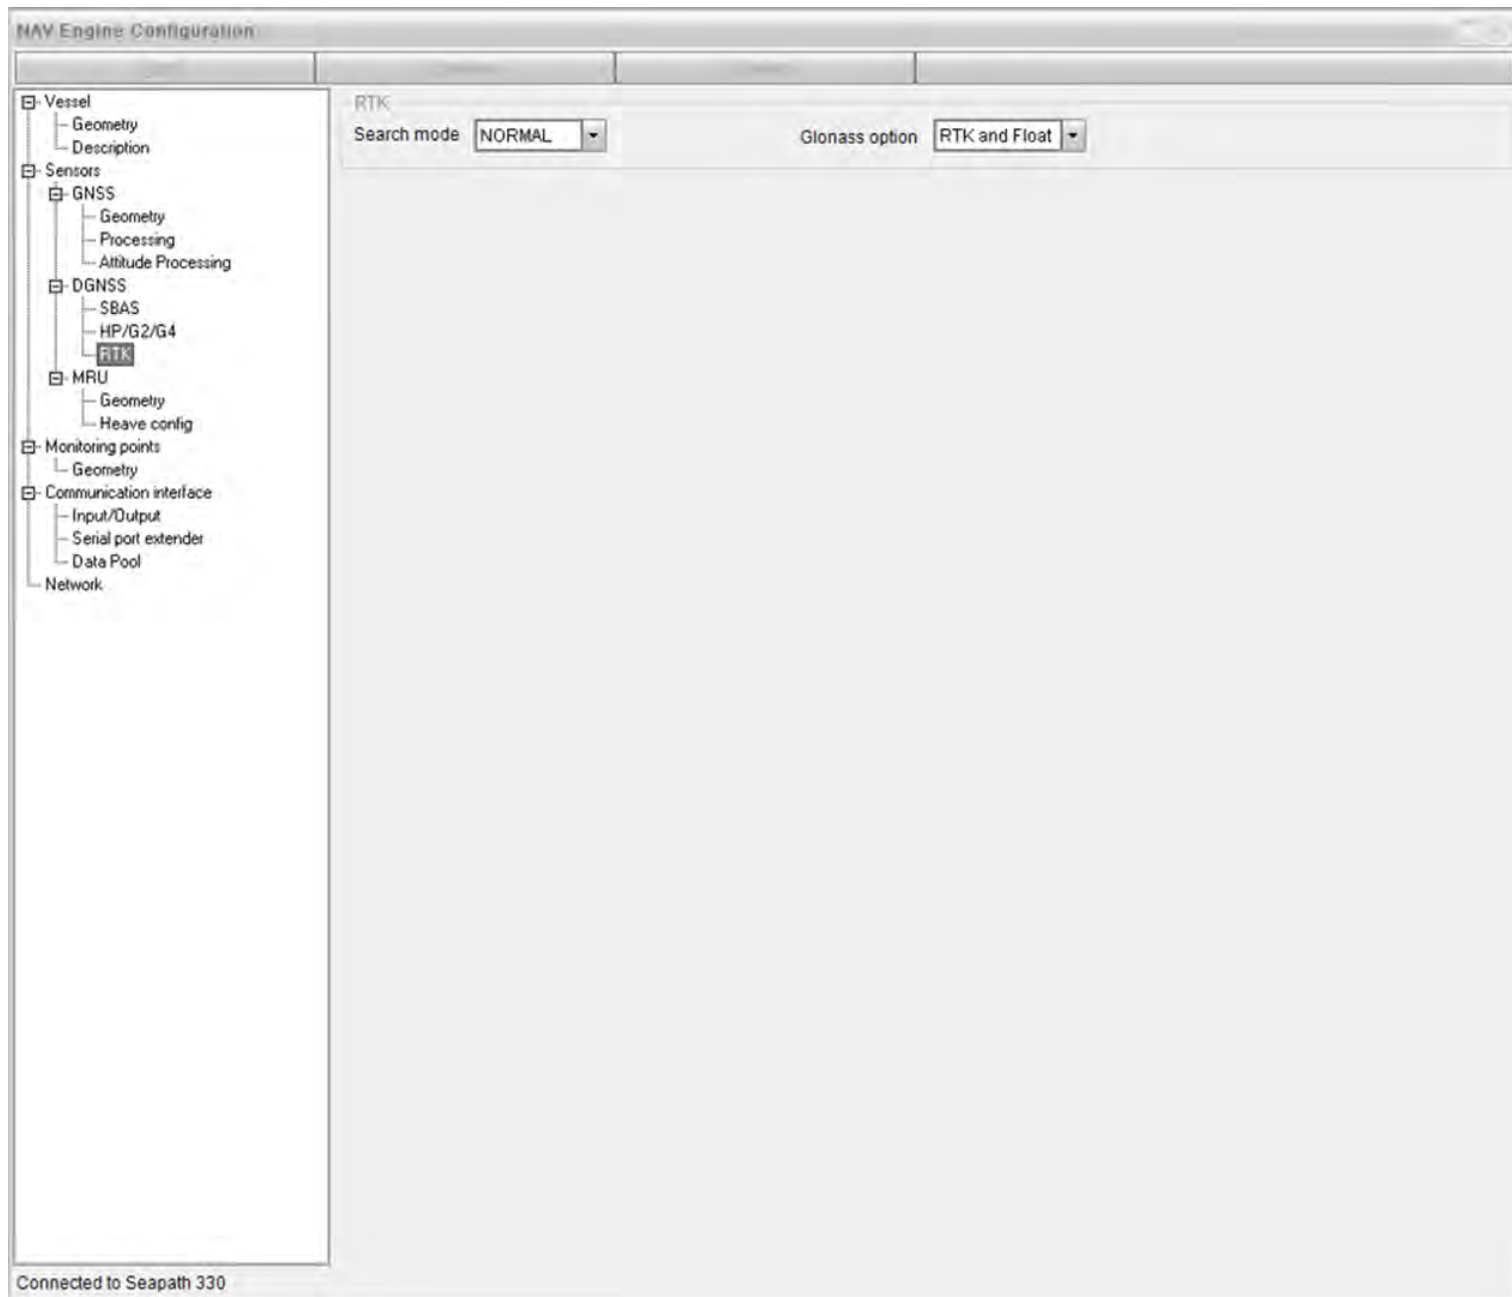 NAV Engine Configuration
Vessel
Geometry
Description
Sensors
GNSS
Geometry
Processing
Attitude Processing
DGNSS
SBAS
HP/G2/G4
RTK
MRU
Geometry
Heave config
Monitoring points
Geometry
Communication interface
Input/Output
Serial port extender
Data Pool
Network
RTK
Search mode NORMAL Glonass option RTK and Float
Connected to Seapath 330